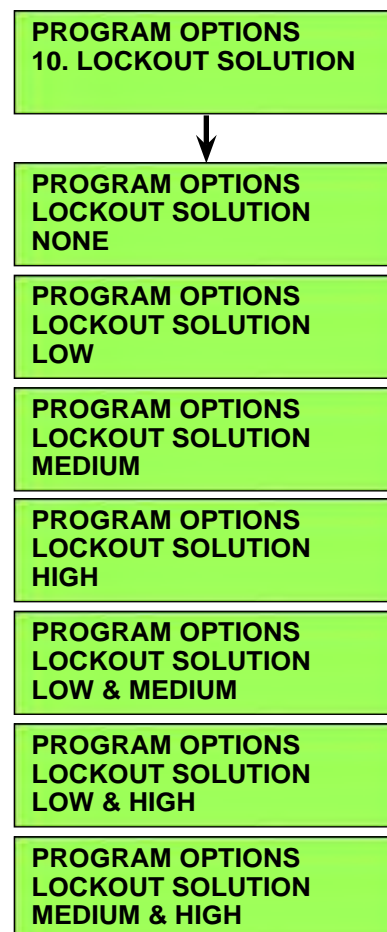 PROGRAM OPTIONS
10. LOCKOUT SOLUTION
PROGRAM OPTIONS
LOCKOUT SOLUTION
NONE
PROGRAM OPTIONS
LOCKOUT SOLUTION
LOW
PROGRAM OPTIONS
LOCKOUT SOLUTION
MEDIUM
PROGRAM OPTIONS
LOCKOUT SOLUTION
HIGH
PROGRAM OPTIONS
LOCKOUT SOLUTION
LOW & MEDIUM
PROGRAM OPTIONS
LOCKOUT SOLUTION
LOW & HIGH
PROGRAM OPTIONS
LOCKOUT SOLUTION
MEDIUM & HIGH